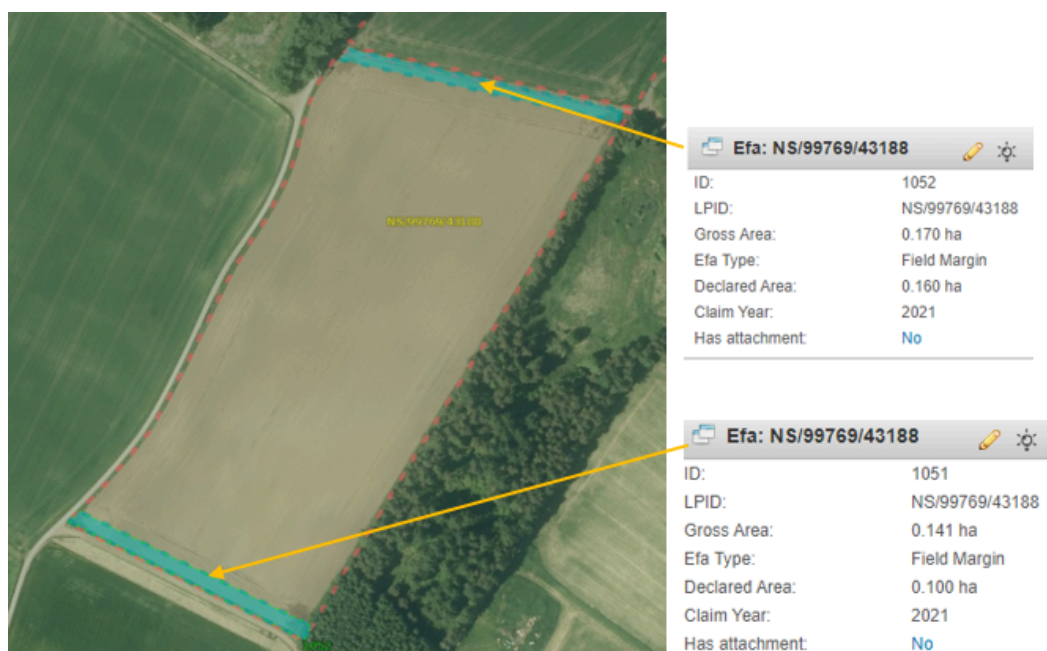 NS/99769/43188
Efa: NS/99769/43188
ID: 1052
LPID: NS/99769/43188
Gross Area: 0.170 ha
Efa Type: Field Margin
Declared Area: 0.160 ha
Claim Year: 2021
Has attachment: No
Efa: NS/99769/43188
ID: 1051
LPID: NS/99769/43188
Gross Area: 0.141 ha
Efa Type: Field Margin
Declared Area: 0.100 ha
Claim Year: 2021
Has attachment: No